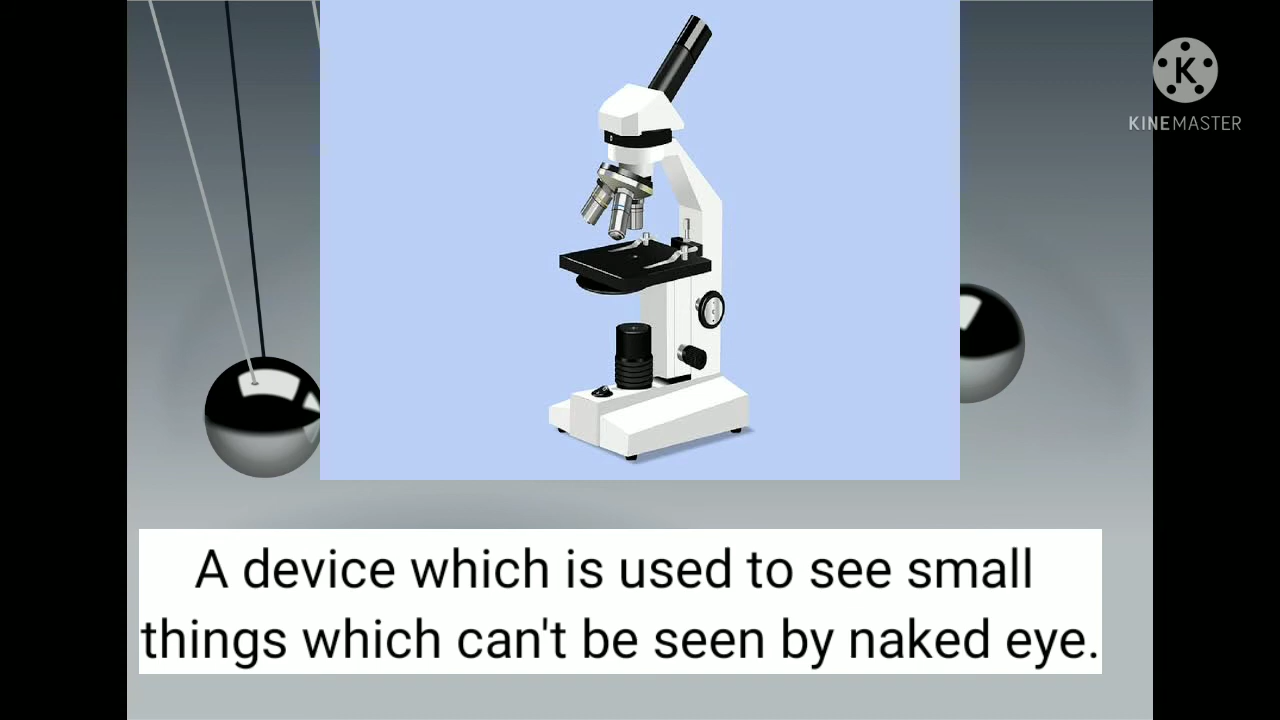 K
KINEMASTER
A device which is used to see small
things which can't be seen by naked eye.